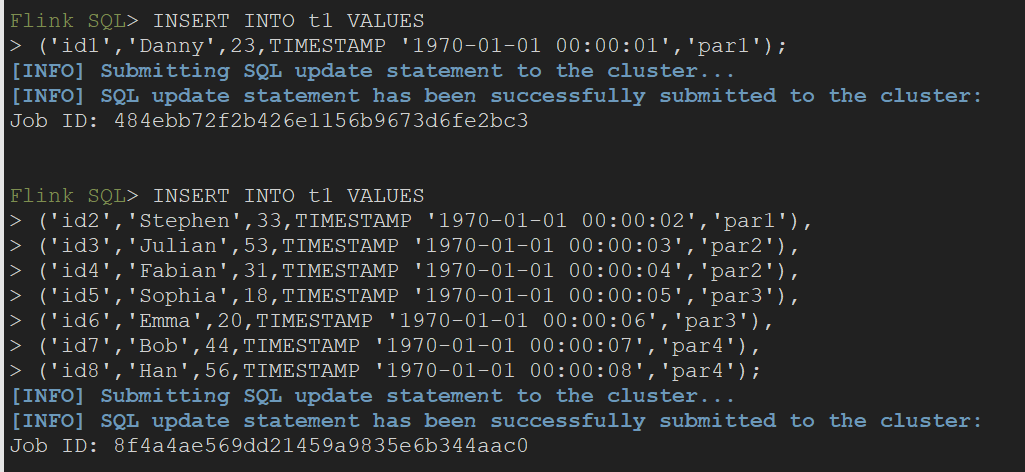 Flink SQL> INSERT INTO t1 VALUES
> ('id1','Danny',23,TIMESTAMP '1970-01-01 00:00:01','par1');
[INFO] Submitting SQL update statement to the cluster...
[INFO] SQL update statement has been successfully submitted to the cluster:
Job ID: 484ebb72f2b426e1156b9673d6fe2bc3
Flink SQL> INSERT INTO t1 VALUES
> ('id2','Stephen',33,TIMESTAMP '1970-01-01 00:00:02','par1'),
> ('id3','Julian',53,TIMESTAMP '1970-01-01 00:00:03','par2'),
> ('id4','Fabian',31,TIMESTAMP '1970-01-01 00:00:04','par2'),
> ('id5','Sophia',18,TIMESTAMP '1970-01-01 00:00:05','par3'),
> ('id6','Emma',20,TIMESTAMP '1970-01-01 00:00:06','par3'),
> ('id7','Bob',44,TIMESTAMP '1970-01-01 00:00:07','par4'),
> ('id8','Han',56,TIMESTAMP '1970-01-01 00:00:08','par4');
[INFO] Submitting SQL update statement to the cluster...
[INFO] SQL update statement has been successfully submitted to the cluster:
Job ID: 8f4a4ae569dd21459a9835e6b344aac0